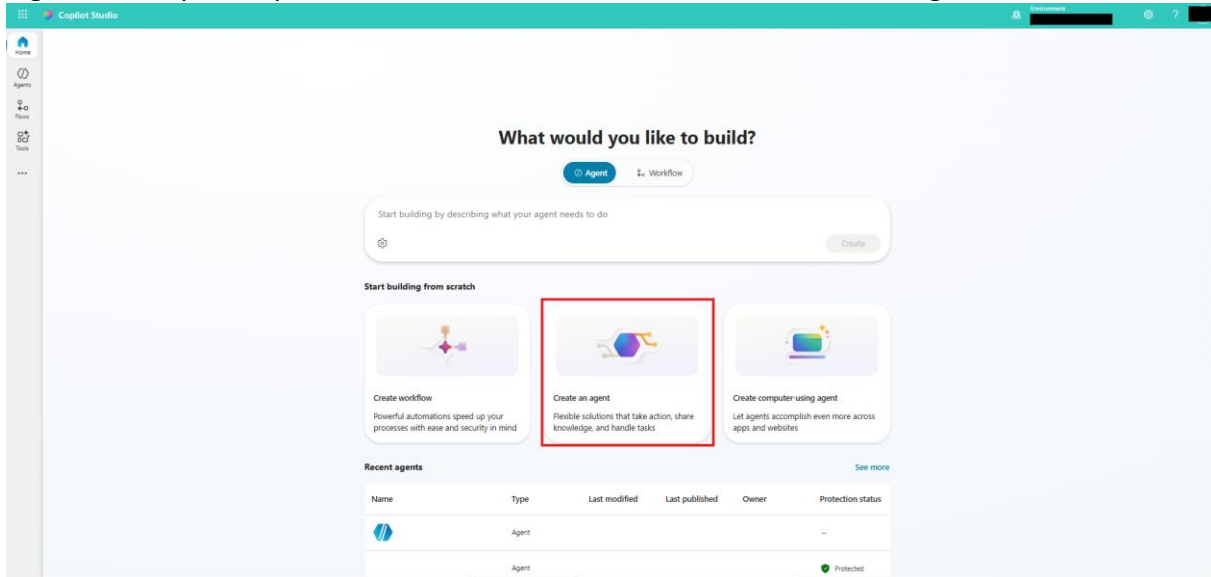 Copilot Studio
Environment
?
Home
Agents
Flows
Tools
What would you like to build?
Agent
Workflow
Start building by describing what your agent needs to do
Create
Start building from scratch
Create workflow
Powerful automations speed up your
processes with ease and security in mind
Create an agent
Flexible solutions that take action, share
knowledge, and handle tasks
Create computer-using agent
Let agents accomplish even more across
apps and websites
Recent agents
See more
Name Type Last modified Last published Owner Protection status
Agent --
Agent Protected